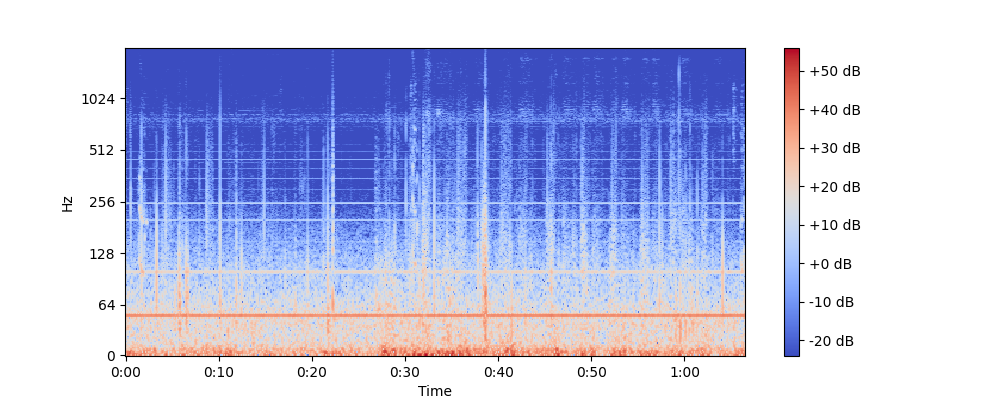 1024
512
256
128
64
0
Hz
0:00 0:10 0:20 0:30 0:40 0:50 1:00
Time
+50 dB
+40 dB
+30 dB
+20 dB
+10 dB
+0 dB
-10 dB
-20 dB